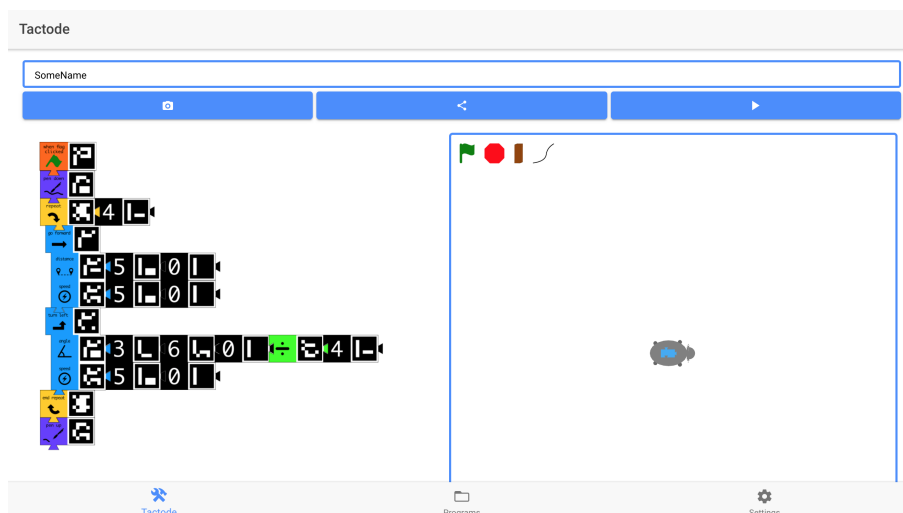 Tactode
SomeName
when flag
clicked
pen down
repeat
4
go forward
distance
5 0
speed
5 0
turn left
angle
3 6 0 ÷ 4
speed
5 0
end repeat
pen up
Tactode Programs Settings